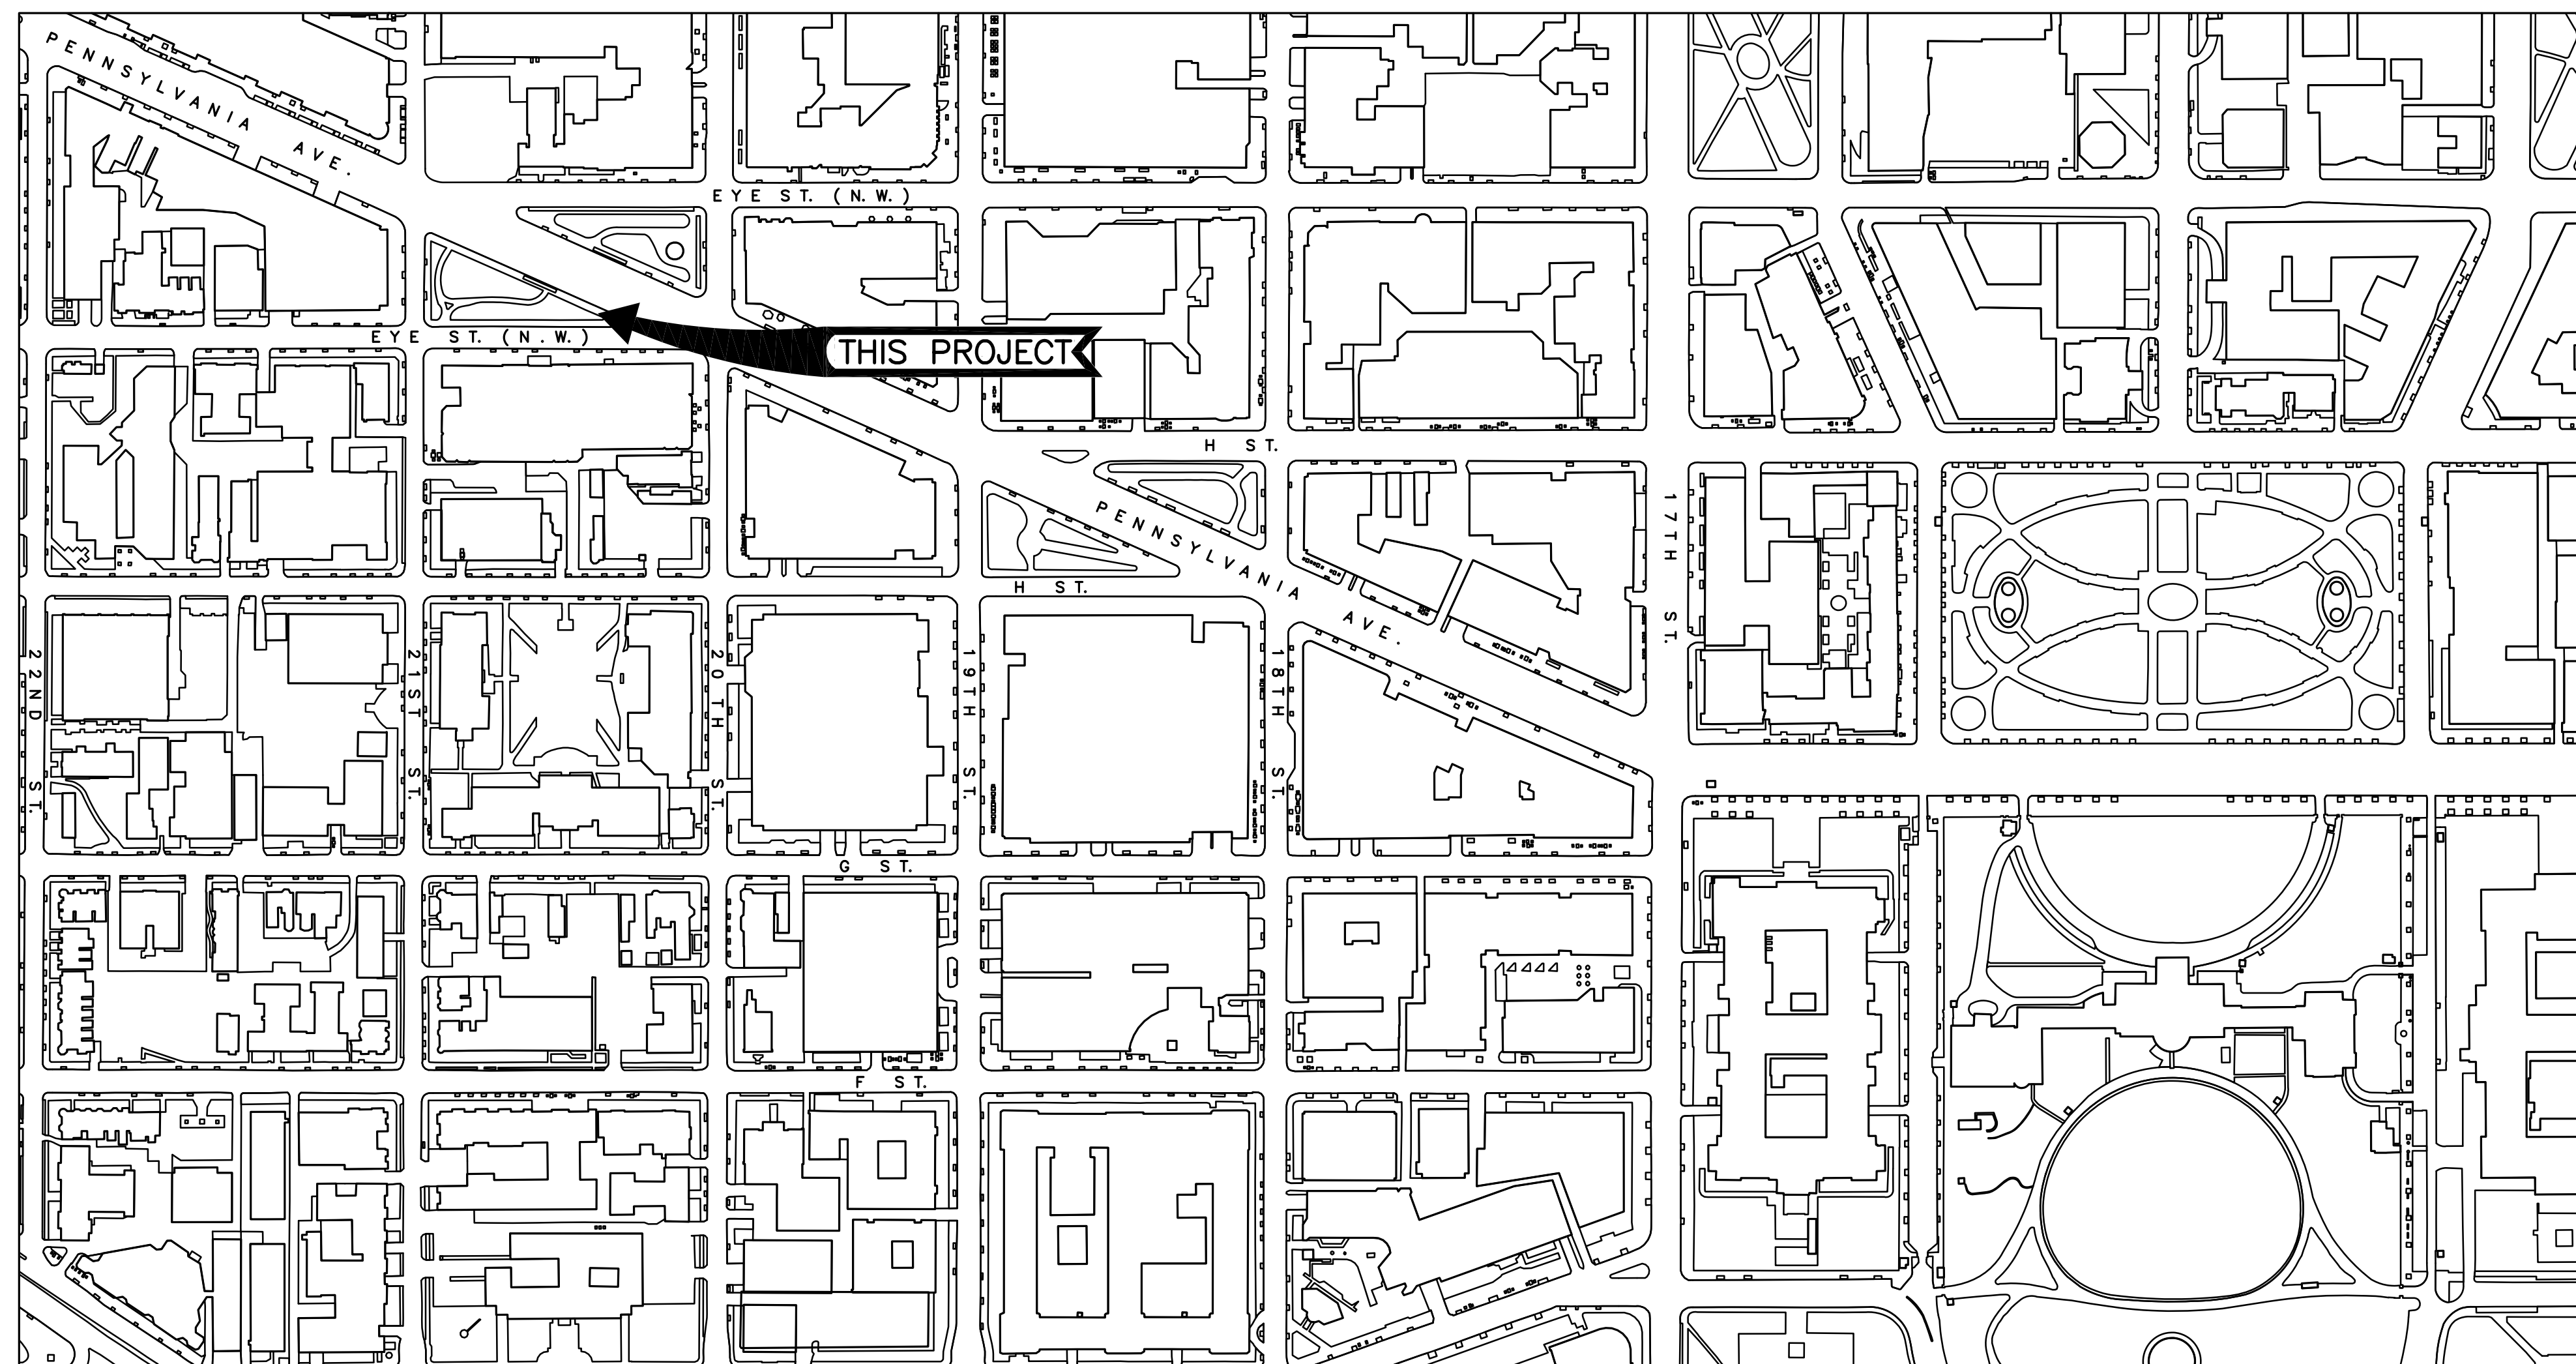 PENNSYLVANIA AVE.
EYE ST. (N.W.)
EYE ST. (N.W.)
THIS PROJECT
H ST.
PENNSYLVANIA AVE.
17TH ST.
H ST.
22ND ST.
21ST ST.
20TH ST.
19TH ST.
18TH ST.
G ST.
F ST.